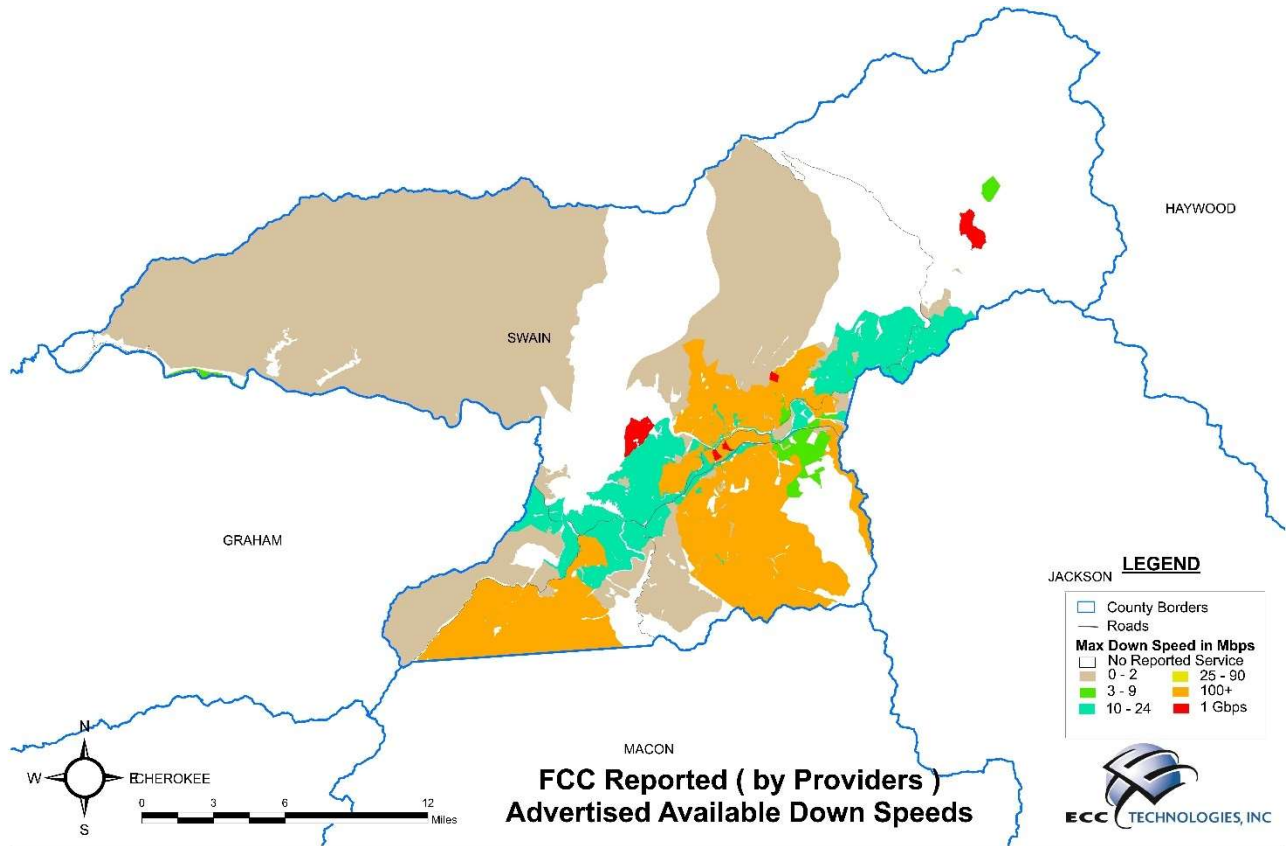 HAYWOOD
SWAIN
GRAHAM
JACKSON
MACON
CHEROKEE
N
W
E
S
0 3 6 12
Miles
FCC Reported ( by Providers )
Advertised Available Down Speeds
LEGEND
County Borders
Roads
Max Down Speed in Mbps
No Reported Service
0 - 2 25 - 90
3 - 9 100+
10 - 24 1 Gbps
ECC TECHNOLOGIES, INC